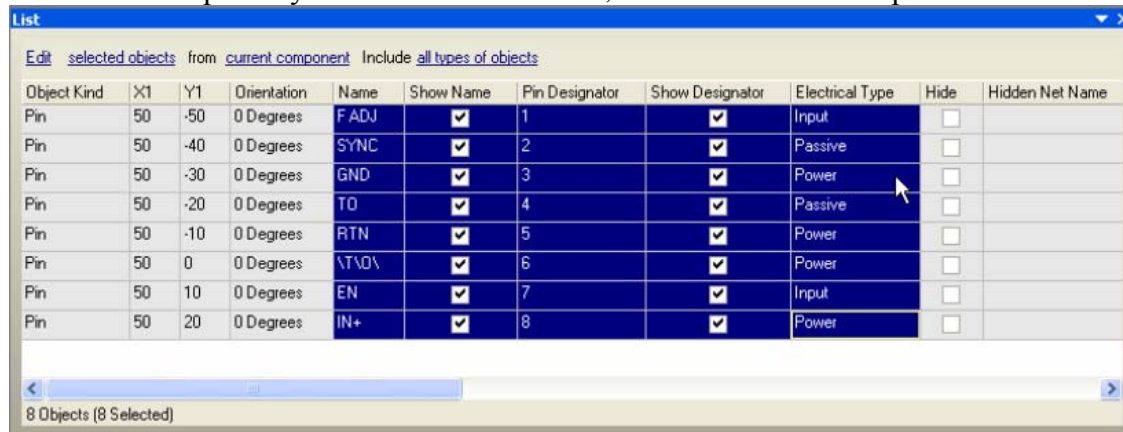 List
Edit selected objects from current component Include all types of objects
Object Kind X1 Y1 Orientation Name Show Name Pin Designator Show Designator Electrical Type Hide Hidden Net Name
Pin 50 -50 0 Degrees F ADJ 1 Input
Pin 50 -40 0 Degrees SYNC 2 Passive
Pin 50 -30 0 Degrees GND 3 Power
Pin 50 -20 0 Degrees TO 4 Passive
Pin 50 -10 0 Degrees RTN 5 Power
Pin 50 0 0 Degrees \T\O\ 6 Power
Pin 50 10 0 Degrees EN 7 Input
Pin 50 20 0 Degrees IN+ 8 Power
8 Objects (8 Selected)